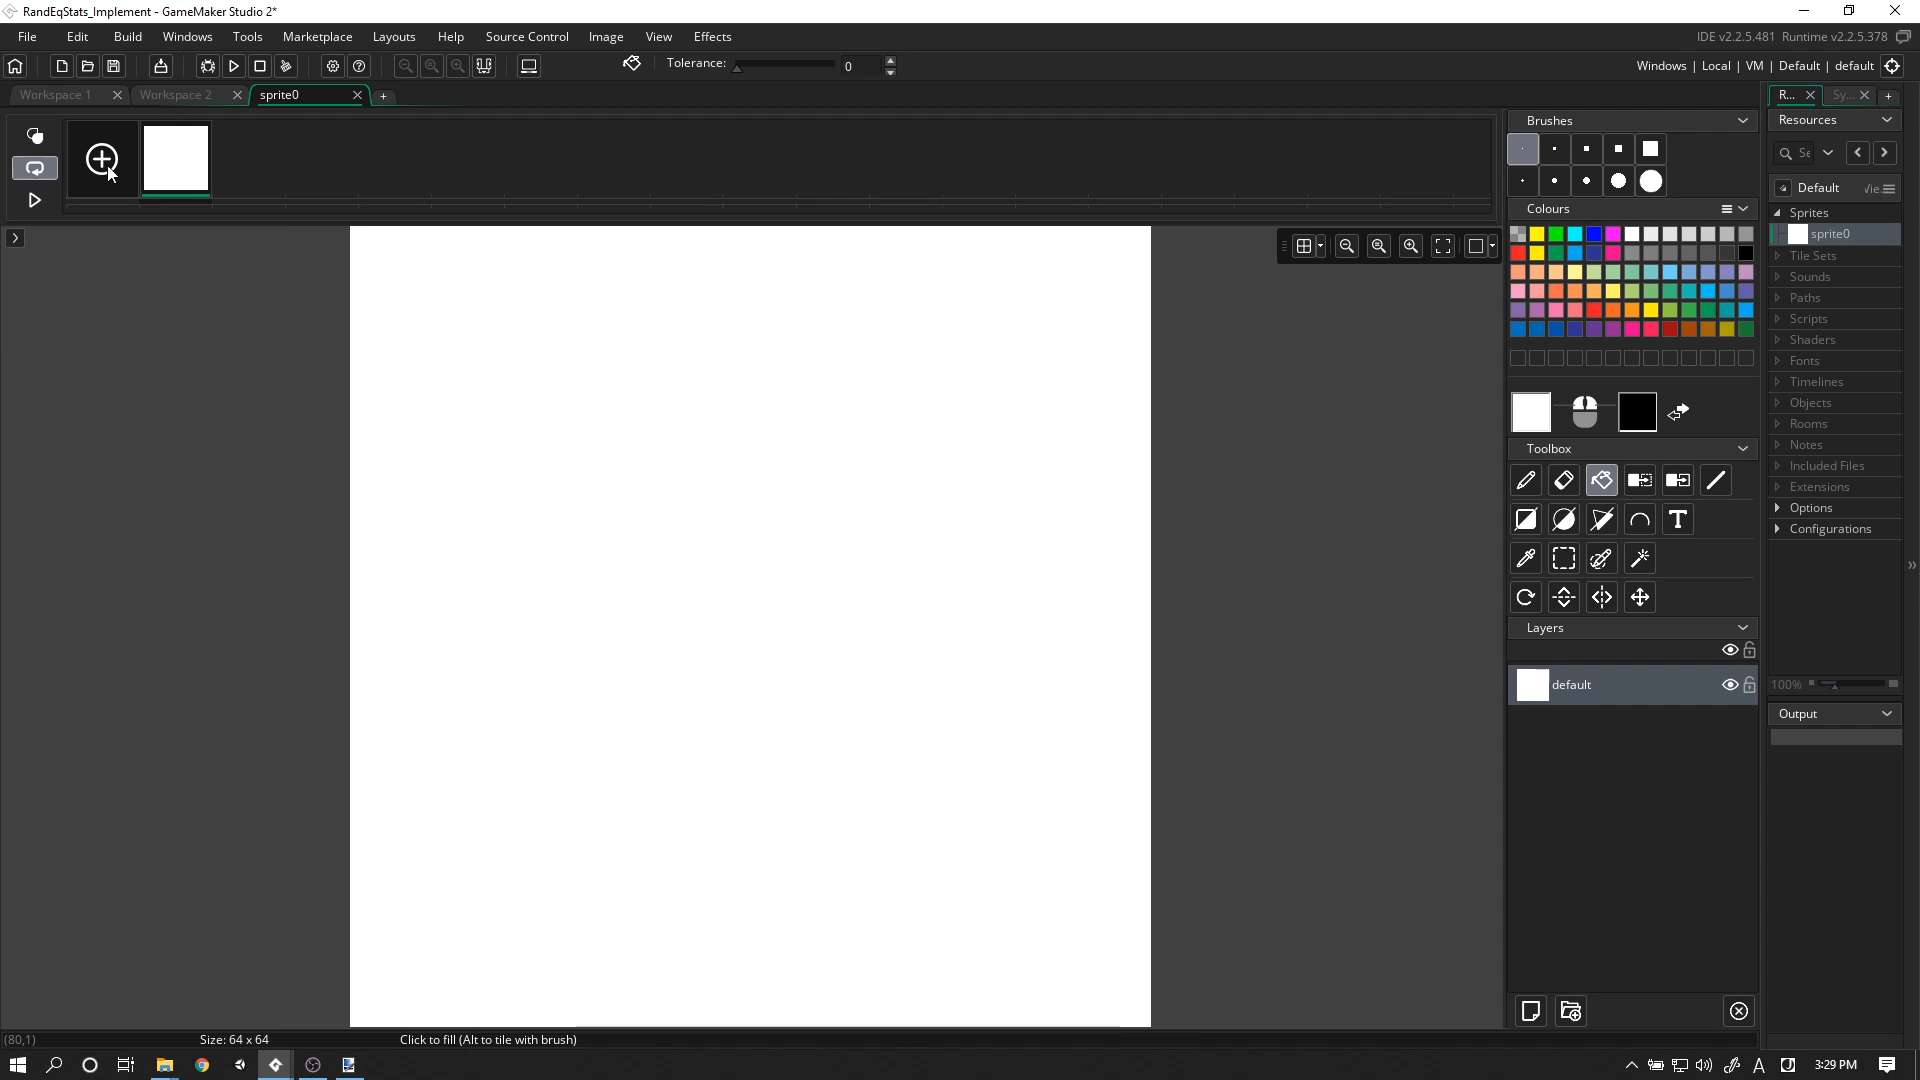 RandEqStats_Implement - GameMaker Studio 2*
File Edit Build Windows Tools Marketplace Layouts Help Source Control Image View Effects
IDE v2.2.5.481 Runtime v2.2.5.378
Tolerance: 0
Windows | Local | VM | Default | default
Workspace 1 Workspace 2 sprite0
R... Sy...
Brushes
Resources
Se
Default Vie
Colours
Sprites
sprite0
Tile Sets
Sounds
Paths
Scripts
Shaders
Fonts
Timelines
Objects
Rooms
Notes
Included Files
Extensions
Options
Configurations
Toolbox
T
Layers
default
100%
Output
(80,1) Size: 64 x 64 Click to fill (Alt to tile with brush)
A 3:29 PM